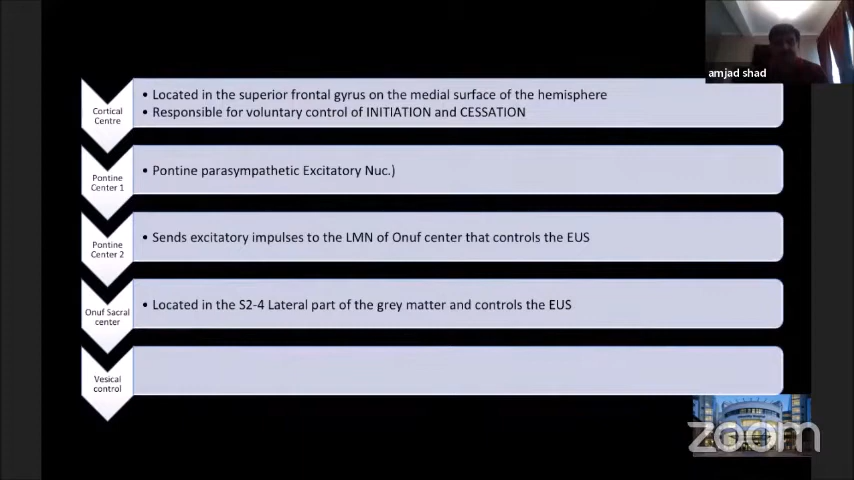 amjad shad
Cortical
Centre
• Located in the superior frontal gyrus on the medial surface of the hemisphere
• Responsible for voluntary control of INITIATION and CESSATION
Pontine
Center 1
• Pontine parasympathetic Excitatory Nuc.)
Pontine
Center 2
• Sends excitatory impulses to the LMN of Onuf center that controls the EUS
Onuf Sacral
center
• Located in the S2-4 Lateral part of the grey matter and controls the EUS
Vesical
control
zoom